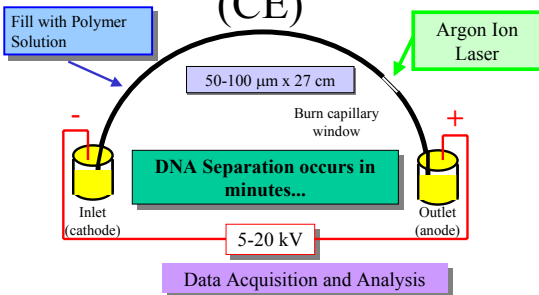 (CE)
Fill with Polymer
Solution
Argon Ion
Laser
50-100 μm x 27 cm
Burn capillary
window
-
+
DNA Separation occurs in
minutes...
Inlet
(cathode)
Outlet
(anode)
5-20 kV
Data Acquisition and Analysis